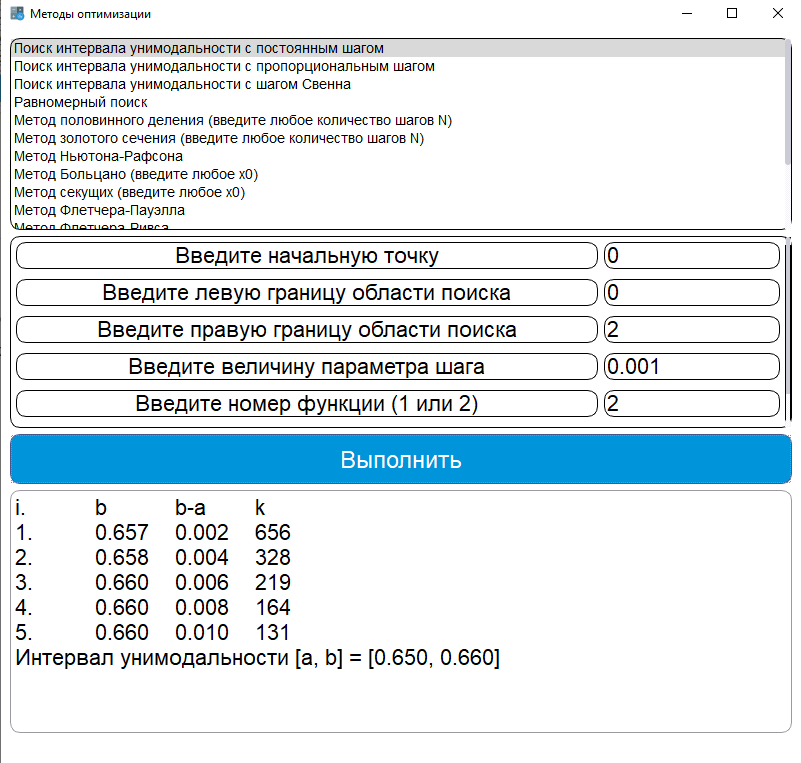 Методы оптимизации
Поиск интервала унимодальности с постоянным шагом
Поиск интервала унимодальности с пропорциональным шагом
Поиск интервала унимодальности с шагом Свенна
Равномерный поиск
Метод половинного деления (введите любое количество шагов N)
Метод золотого сечения (введите любое количество шагов N)
Метод Ньютона-Рафсона
Метод Больцано (введите любое x0)
Метод секущих (введите любое x0)
Метод Флетчера-Пауэлла
Метод Флетчера-Ривса
Введите начальную точку 0
Введите левую границу области поиска 0
Введите правую границу области поиска 2
Введите величину параметра шага 0.001
Введите номер функции (1 или 2) 2
Выполнить
i. b b-a k
1. 0.657 0.002 656
2. 0.658 0.004 328
3. 0.660 0.006 219
4. 0.660 0.008 164
5. 0.660 0.010 131
Интервал унимодальности [a, b] = [0.650, 0.660]